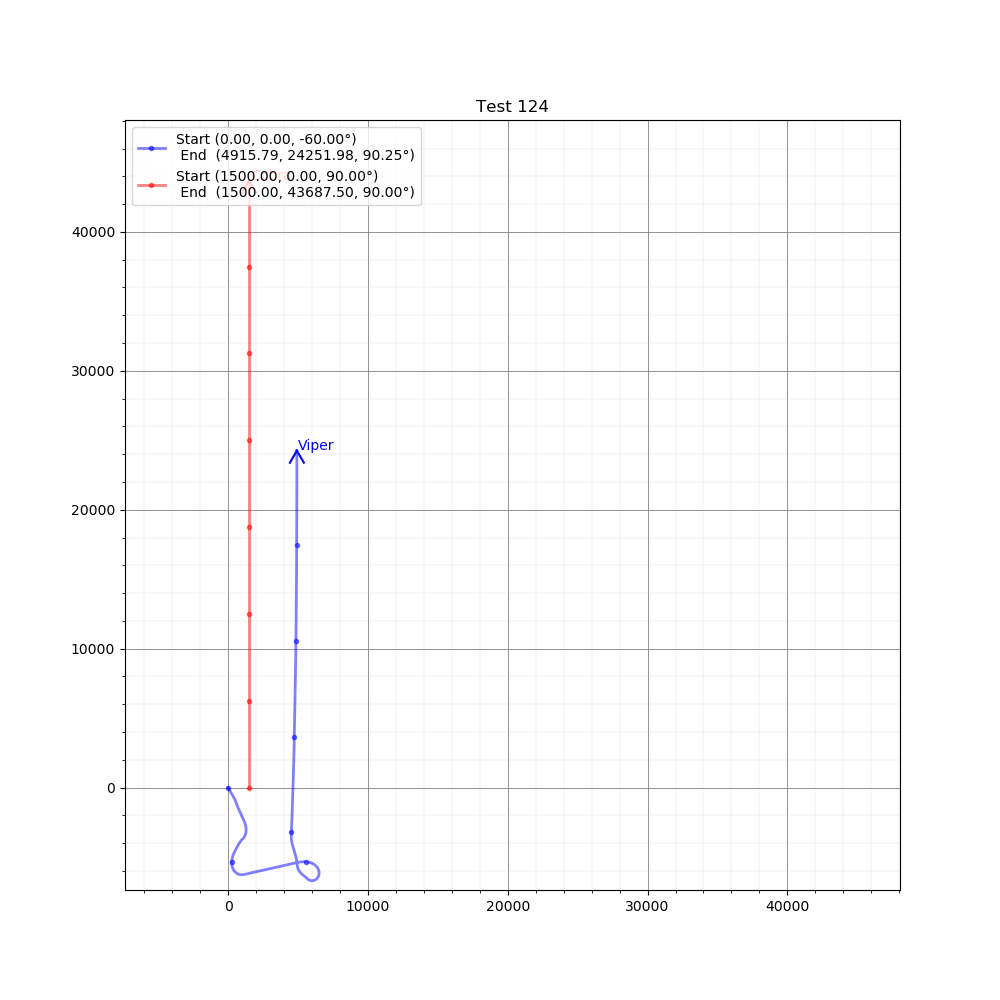 Test 124
Start (0.00, 0.00, -60.00°)
End (4915.79, 24251.98, 90.25°)
Start (1500.00, 0.00, 90.00°)
End (1500.00, 43687.50, 90.00°)
40000
30000
Viper
20000
10000
0
0 10000 20000 30000 40000